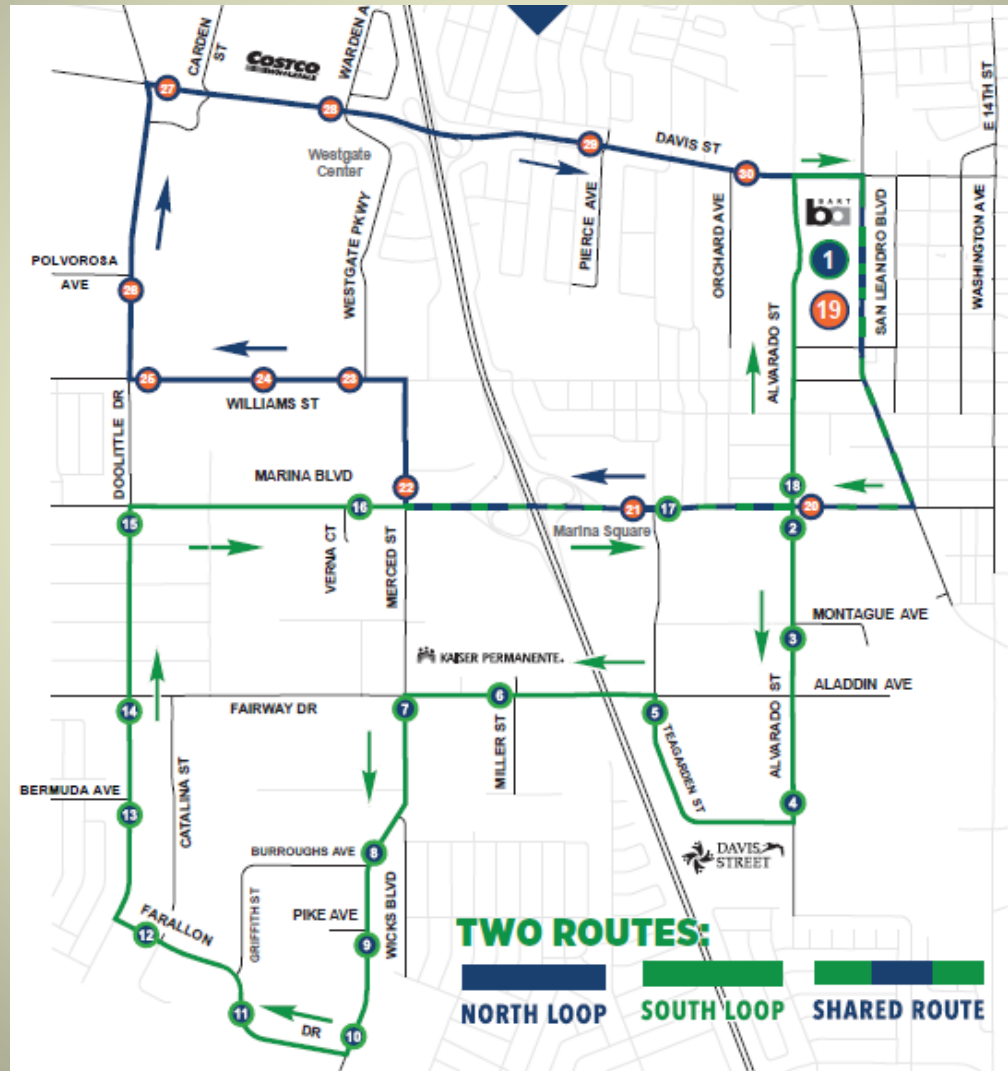 CARDEN
ST
COSTCO
WHOLESALE
WARDEN A
E 14TH ST
27
28
29
DAVIS ST
30
Westgate
Center
WESTGATE PKWY
PIERCE AVE
ORCHARD AVE
BART
ba
1
19
SAN LEANDRO BLVD
WASHINGTON AVE
POLVOROSA
AVE
26
ALVARADO ST
25
24
23
WILLIAMS ST
DOOLITTLE DR
MARINA BLVD
22
18
15
16
21
17
20
2
Marina Square
VERNA CT
MERCED ST
MONTAGUE AVE
3
KAISER PERMANENTE.
ALADDIN AVE
6
FAIRWAY DR
14
7
5
MILLER ST
TEAGARDEN ST
ALVARADO ST
BERMUDA AVE
CATALINA ST
13
4
BURROUGHS AVE
8
DAVIS
STREET
GRIFFITH ST
PIKE AVE
WICKS BLVD
FARALLON
12
9
11
DR
10
TWO ROUTES:
NORTH LOOP
SOUTH LOOP
SHARED ROUTE